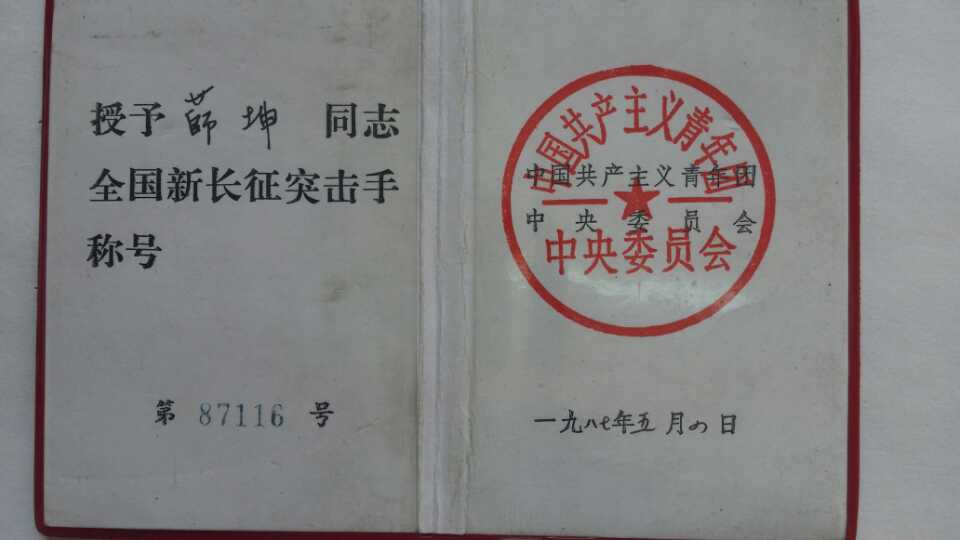 授予薛坤同志
全国新长征突击手
称号
第 87116 号
中国共产主义青年团
中央委员会
中国共产主义青年团
中央委员会
一九八七年五月四日